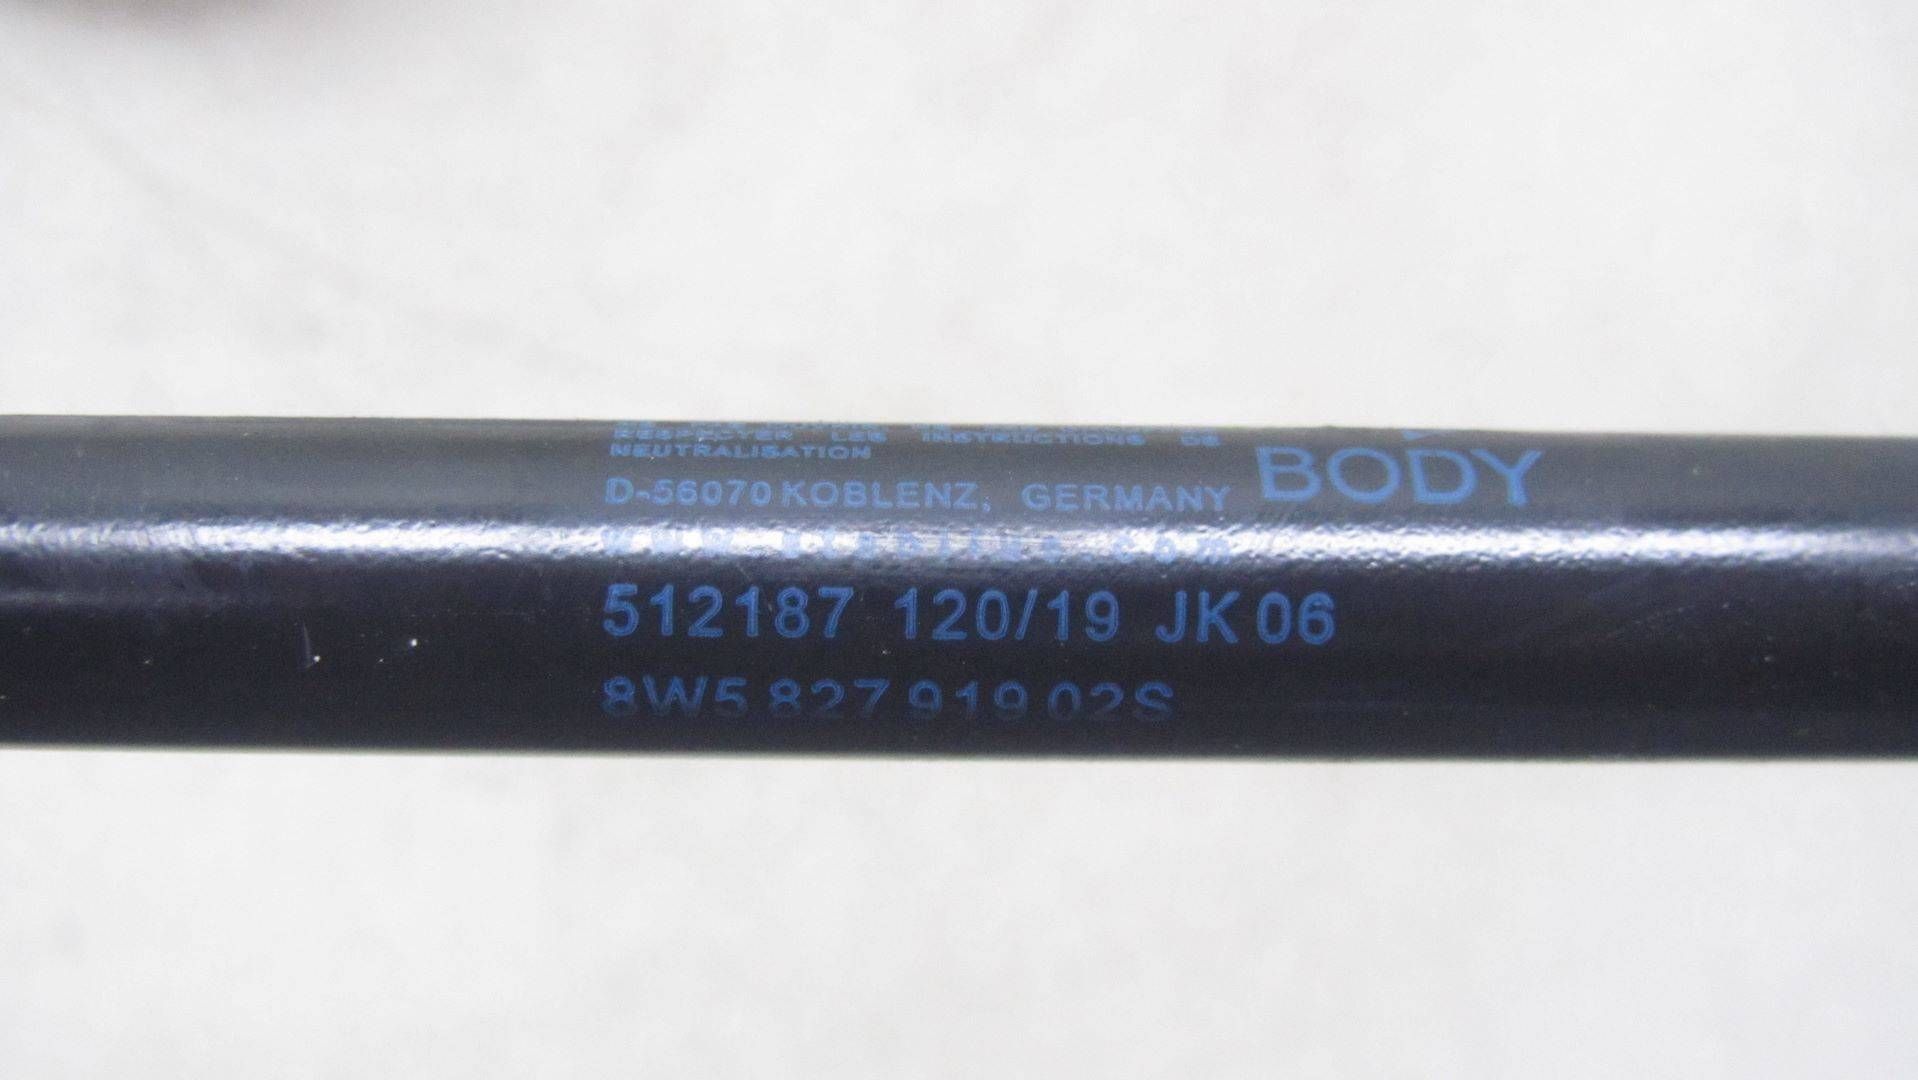 RESPECTER LES INSTRUCTIONS DE
NEUTRALISATION
D-56070 KOBLENZ, GERMANY
BODY
512187 120/19 JK 06
8W5 827 919 02S